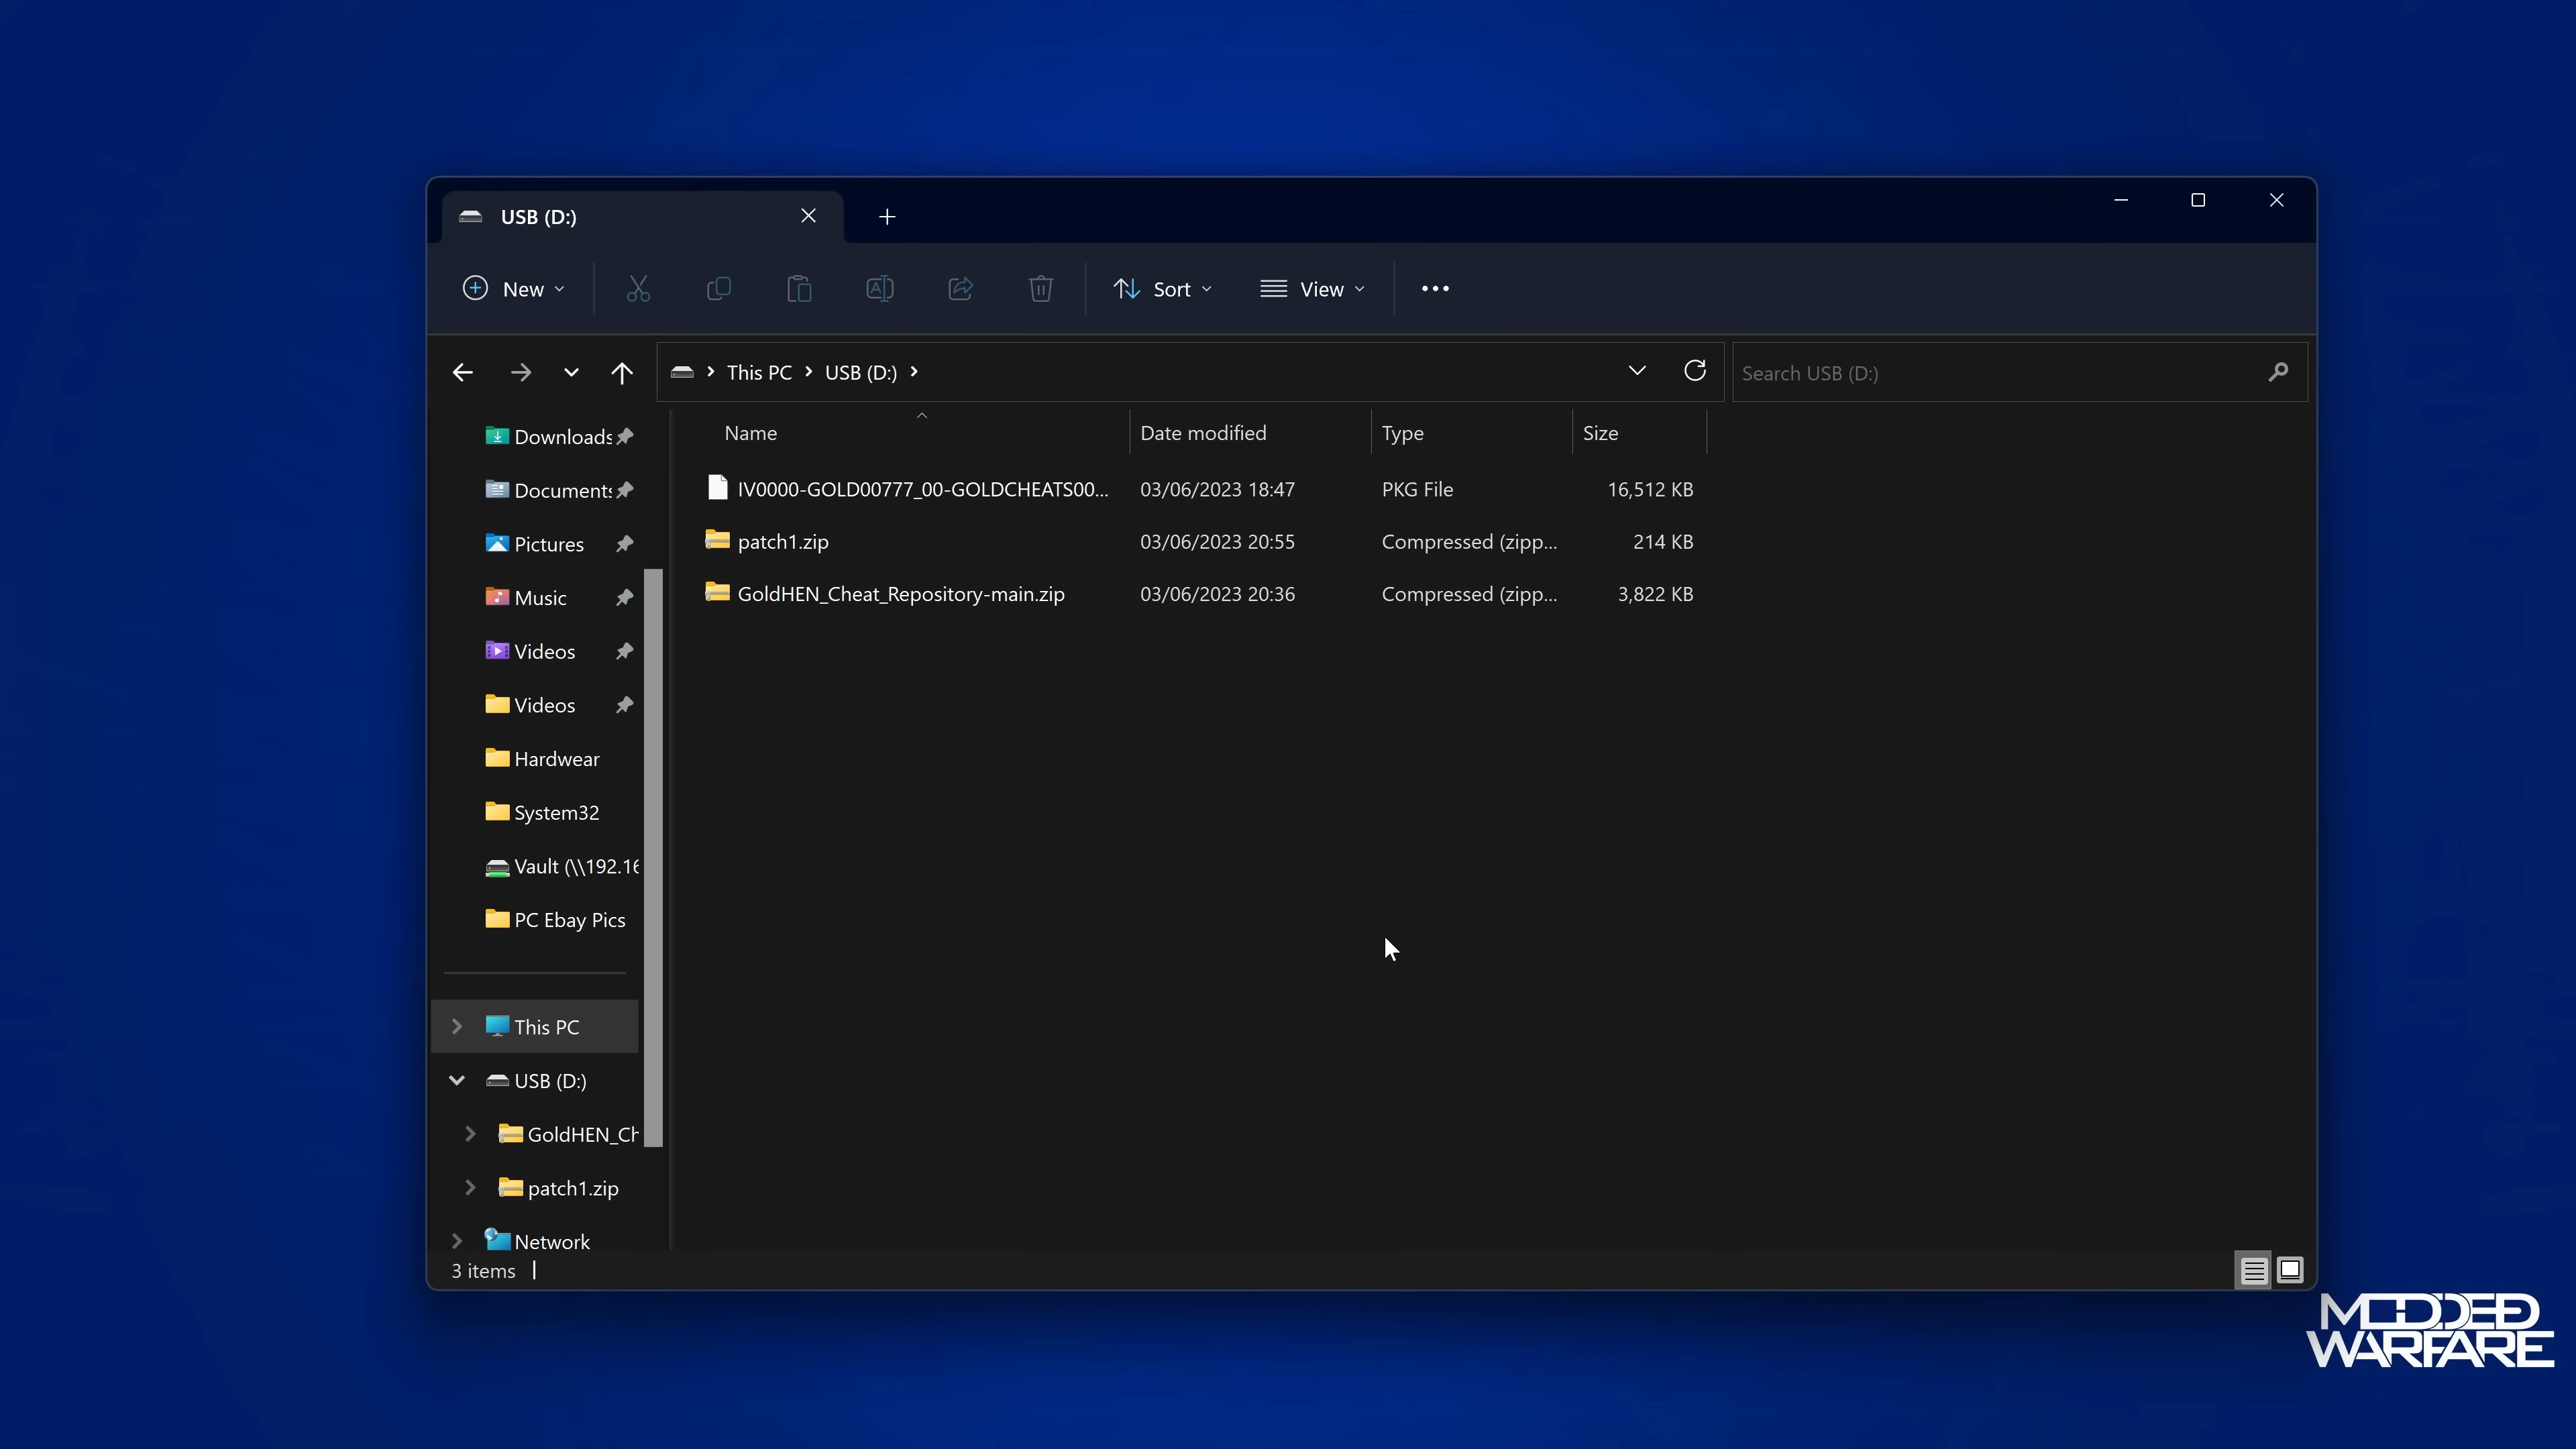 USB (D:)
New
Sort
View
This PC
USB (D:)
Search USB (D:)
Name
Date modified
Type
Size
IV0000-GOLD00777_00-GOLDCHEATS00...
03/06/2023 18:47
PKG File
16,512 KB
patch1.zip
03/06/2023 20:55
Compressed (zipp...
214 KB
GoldHEN_Cheat_Repository-main.zip
03/06/2023 20:36
Compressed (zipp...
3,822 KB
Downloads
Documents
Pictures
Music
Videos
Videos
Hardwear
System32
Vault (\\192.16
PC Ebay Pics
This PC
USB (D:)
GoldHEN_Ch
patch1.zip
Network
3 items
MODDED
WARFARE